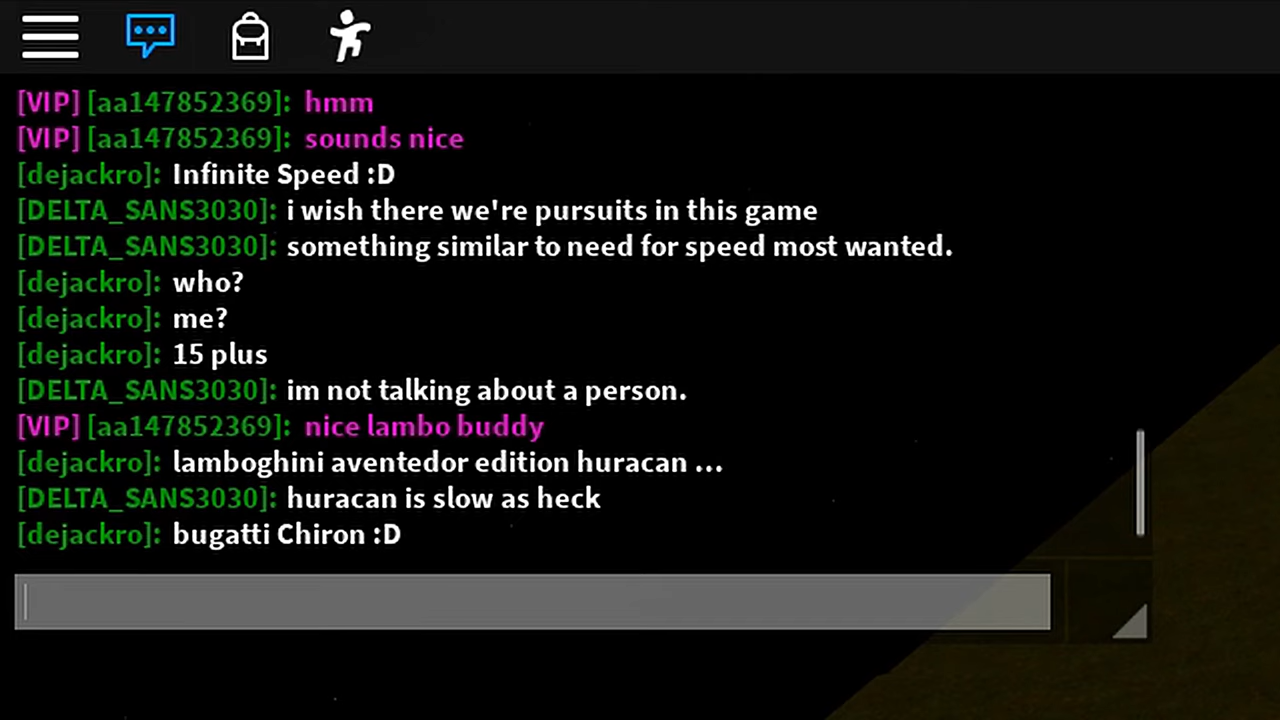 [VIP] [aa147852369]: hmm
[VIP] [aa147852369]: sounds nice
[dejackro]: Infinite Speed :D
[DELTA_SANS3030]: i wish there we're pursuits in this game
[DELTA_SANS3030]: something similar to need for speed most wanted.
[dejackro]: who?
[dejackro]: me?
[dejackro]: 15 plus
[DELTA_SANS3030]: im not talking about a person.
[VIP] [aa147852369]: nice lambo buddy
[dejackro]: lamboghini aventedor edition huracan ...
[DELTA_SANS3030]: huracan is slow as heck
[dejackro]: bugatti Chiron :D